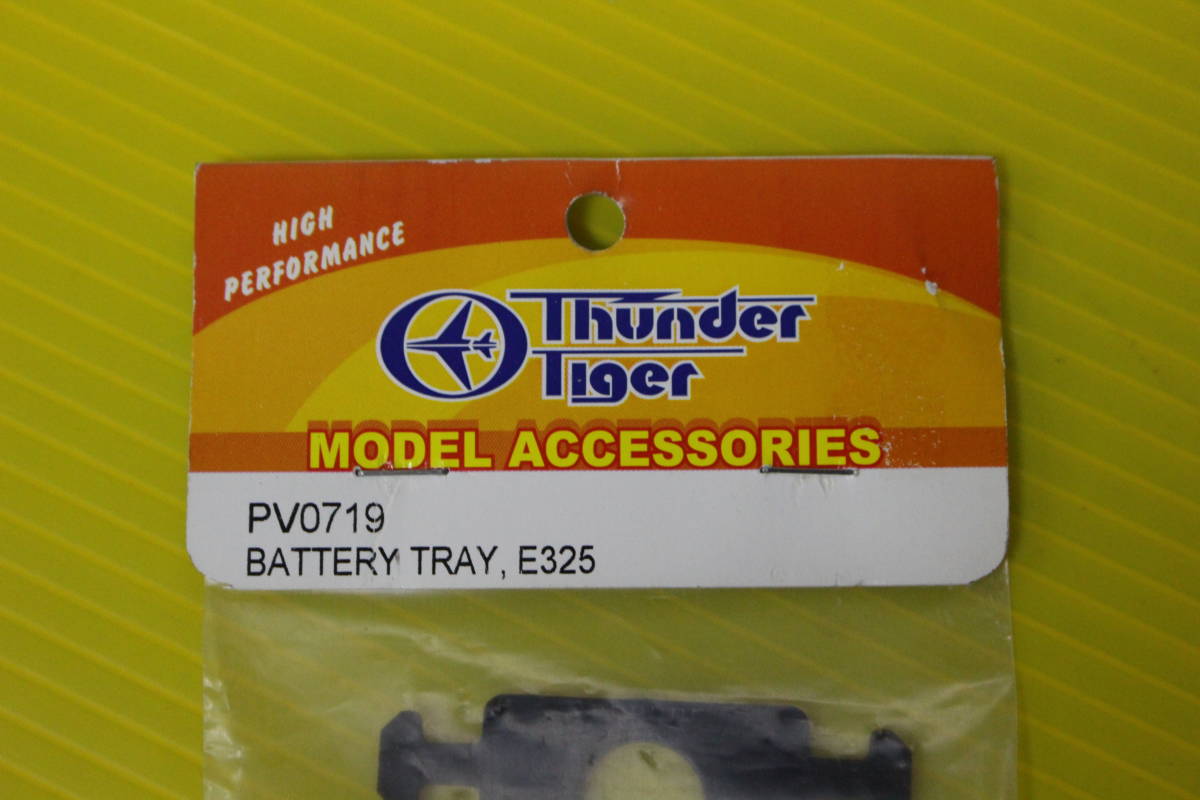 HIGH
PERFORMANCE
Thunder
Tiger
MODEL ACCESSORIES
PV0719
BATTERY TRAY, E325